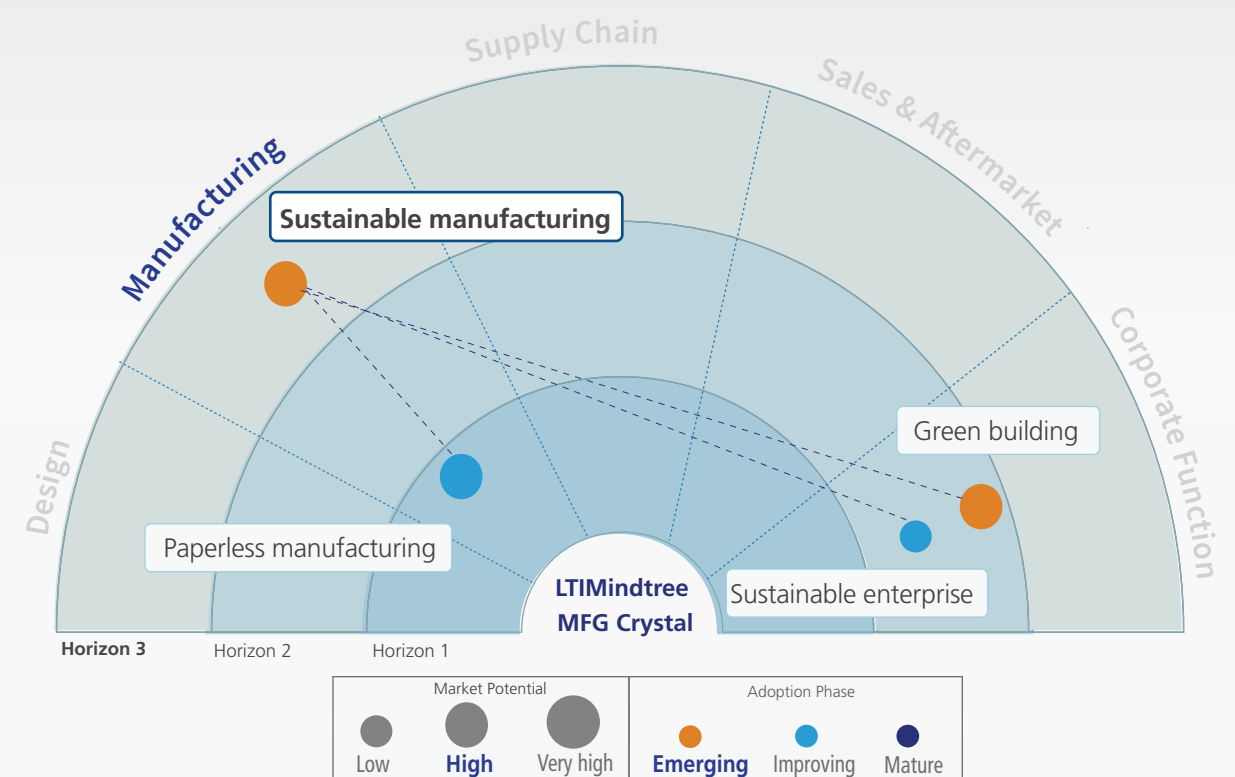 Supply Chain
Sales & Aftermarket
Manufacturing
Sustainable manufacturing
Corporate Function
Green building
Design
Paperless manufacturing
LTIMindtree
MFG Crystal
Sustainable enterprise
Horizon 3
Horizon 2
Horizon 1
Market Potential
Adoption Phase
Low
High
Very high
Emerging
Improving
Mature